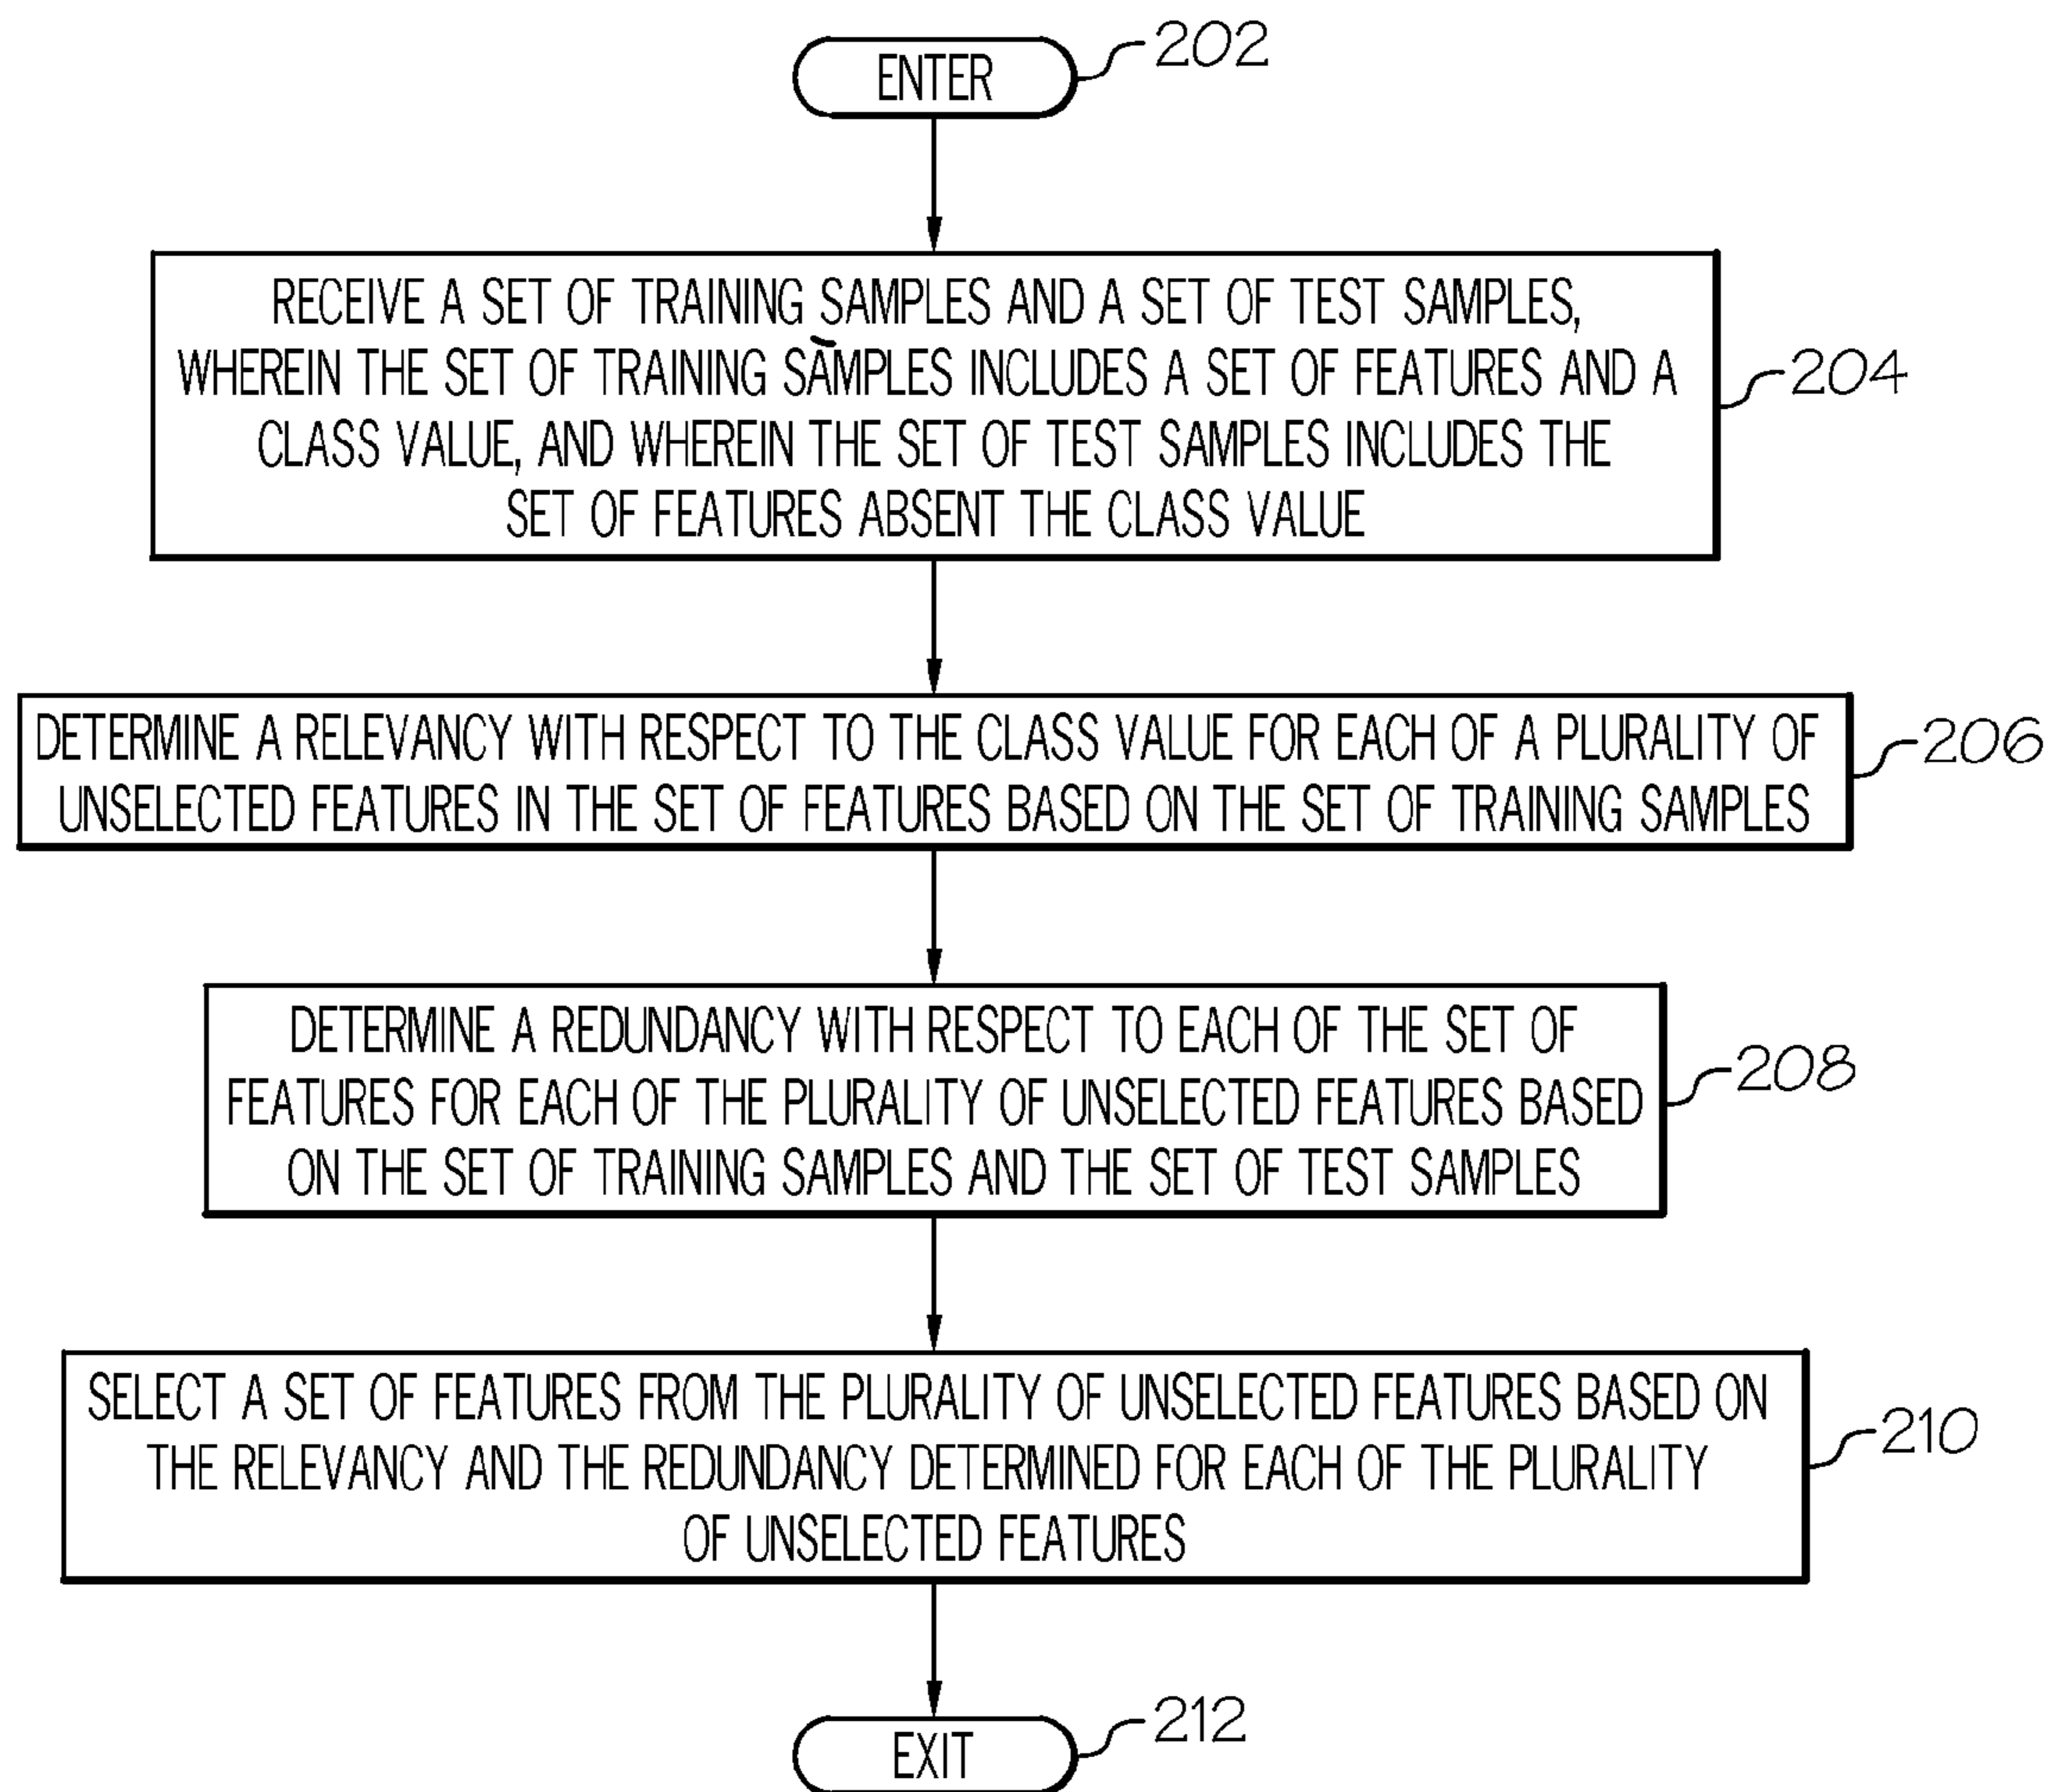 ENTER
202
RECEIVE A SET OF TRAINING SAMPLES AND A SET OF TEST SAMPLES,
WHEREIN THE SET OF TRAINING SAMPLES INCLUDES A SET OF FEATURES AND A
CLASS VALUE, AND WHEREIN THE SET OF TEST SAMPLES INCLUDES THE
SET OF FEATURES ABSENT THE CLASS VALUE
204
DETERMINE A RELEVANCY WITH RESPECT TO THE CLASS VALUE FOR EACH OF A PLURALITY OF
UNSELECTED FEATURES IN THE SET OF FEATURES BASED ON THE SET OF TRAINING SAMPLES
206
DETERMINE A REDUNDANCY WITH RESPECT TO EACH OF THE SET OF
FEATURES FOR EACH OF THE PLURALITY OF UNSELECTED FEATURES BASED
ON THE SET OF TRAINING SAMPLES AND THE SET OF TEST SAMPLES
208
SELECT A SET OF FEATURES FROM THE PLURALITY OF UNSELECTED FEATURES BASED ON
THE RELEVANCY AND THE REDUNDANCY DETERMINED FOR EACH OF THE PLURALITY
OF UNSELECTED FEATURES
210
EXIT
212